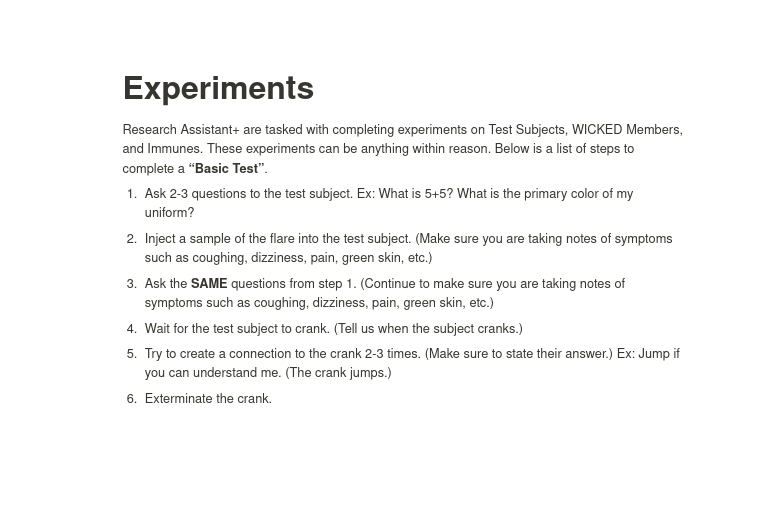 Experiments
Research Assistant+ are tasked with completing experiments on Test Subjects, WICKED Members,
and Immunes. These experiments can be anything within reason. Below is a list of steps to
complete a “Basic Test”.
1. Ask 2-3 questions to the test subject. Ex: What is 5+5? What is the primary color of my
uniform?
2. Inject a sample of the flare into the test subject. (Make sure you are taking notes of symptoms
such as coughing, dizziness, pain, green skin, etc.)
3. Ask the SAME questions from step 1. (Continue to make sure you are taking notes of
symptoms such as coughing, dizziness, pain, green skin, etc.)
4. Wait for the test subject to crank. (Tell us when the subject cranks.)
5. Try to create a connection to the crank 2-3 times. (Make sure to state their answer.) Ex: Jump if
you can understand me. (The crank jumps.)
6. Exterminate the crank.